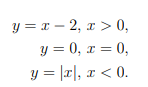 y = x − 2, x > 0,
y = 0, x = 0,
y = |x|, x < 0.